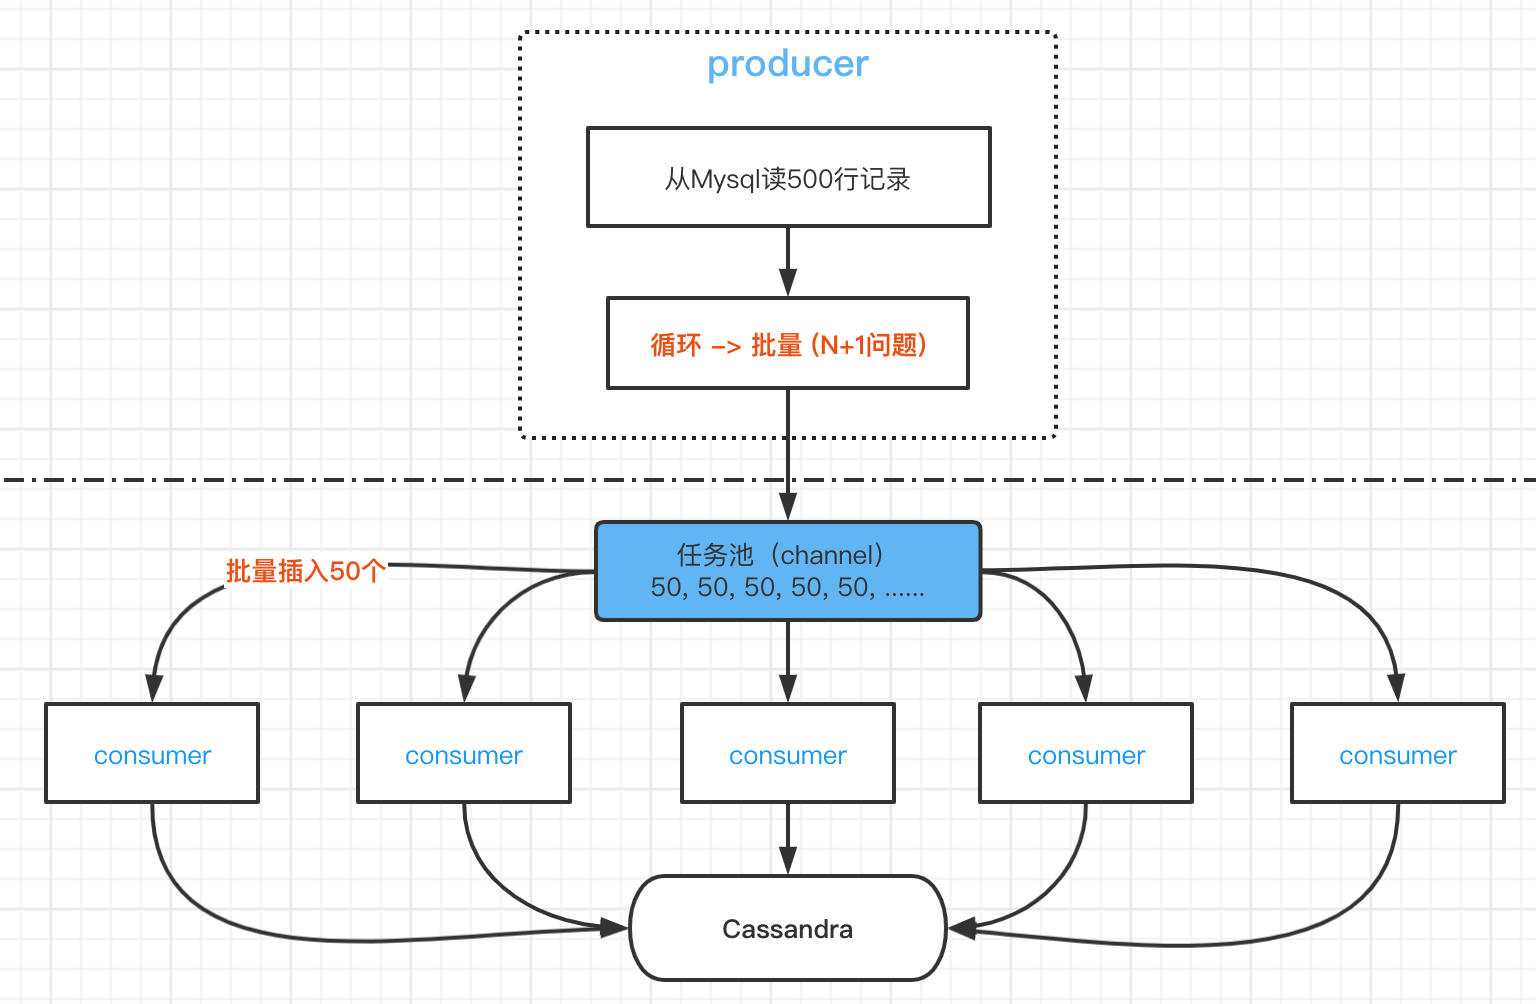 producer
从Mysql读500行记录
循环 -> 批量 (N+1问题)
任务池（channel）
50, 50, 50, 50, 50, ......
批量插入50个
consumer
consumer
consumer
consumer
consumer
Cassandra